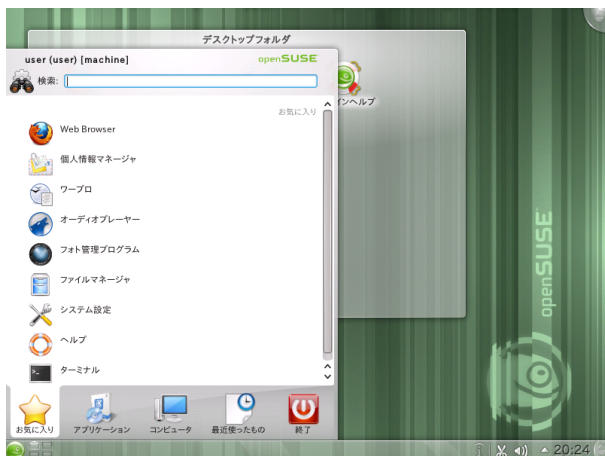 デスクトップフォルダ
user (user) [machine]
openSUSE
検索:
インヘルプ
お気に入り
Web Browser
個人情報マネージャ
ワープロ
オーディオプレーヤー
フォト管理プログラム
ファイルマネージャ
システム設定
ヘルプ
ターミナル
お気に入り
アプリケーション
コンピュータ
最近使ったもの
終了
openSUSE
20:24